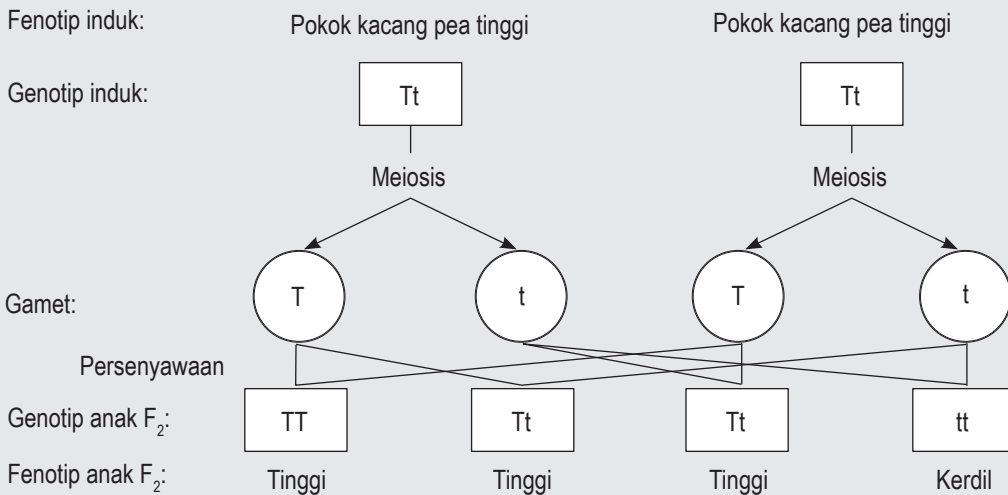 Fenotip induk: Pokok kacang pea tinggi Pokok kacang pea tinggi
Genotip induk: Tt Tt
Meiosis Meiosis
Gamet: T t T t
Persenyawaan
Genotip anak F₂: TT Tt Tt tt
Fenotip anak F₂: Tinggi Tinggi Tinggi Kerdil